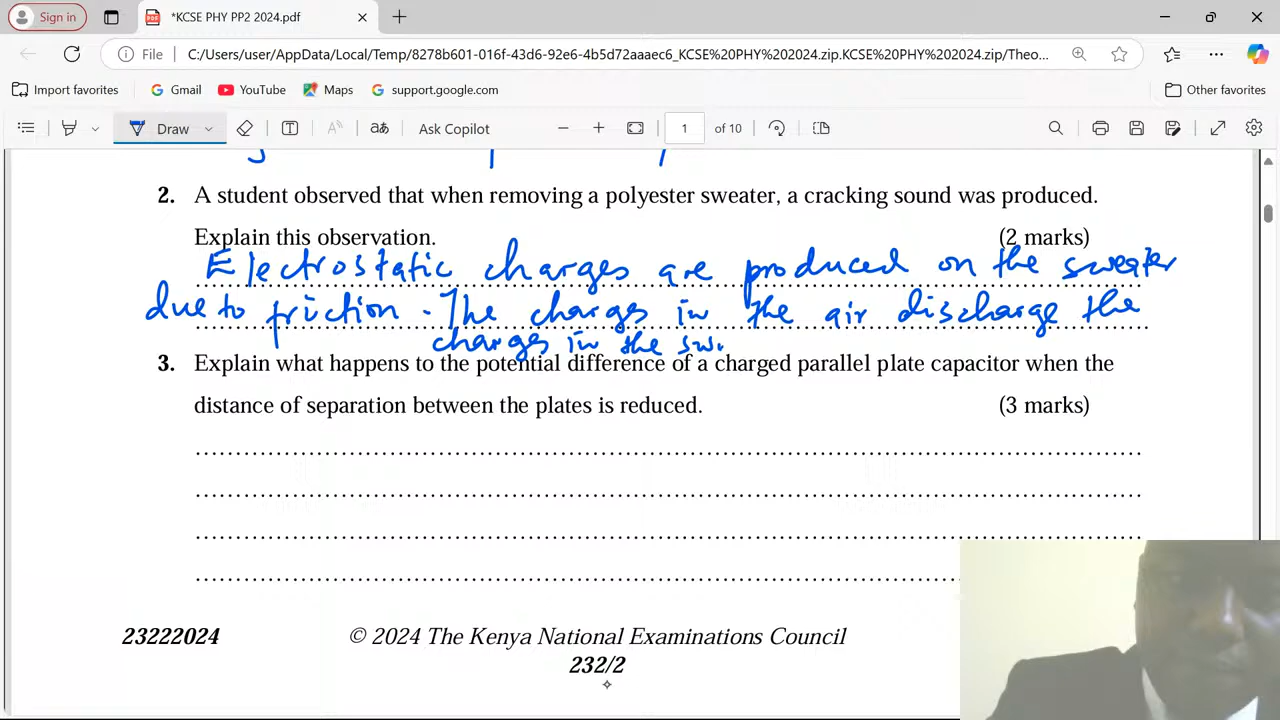 Sign in
*KCSE PHY PP2 2024.pdf
File
C:/Users/user/AppData/Local/Temp/8278b601-016f-43d6-92e6-4b5d72aaaec6_KCSE%20PHY%202024.zip.KCSE%20PHY%202024.zip/Theo...
Import favorites
Gmail
YouTube
Maps
support.google.com
Other favorites
Draw
aあ
Ask Copilot
1 of 10
2. A student observed that when removing a polyester sweater, a cracking sound was produced.
Explain this observation. (2 marks)
Electrostatic charges are produced on the sweater
due to friction. The charges in the air discharge the
charges in the sw
3. Explain what happens to the potential difference of a charged parallel plate capacitor when the
distance of separation between the plates is reduced. (3 marks)
23222024
© 2024 The Kenya National Examinations Council
232/2